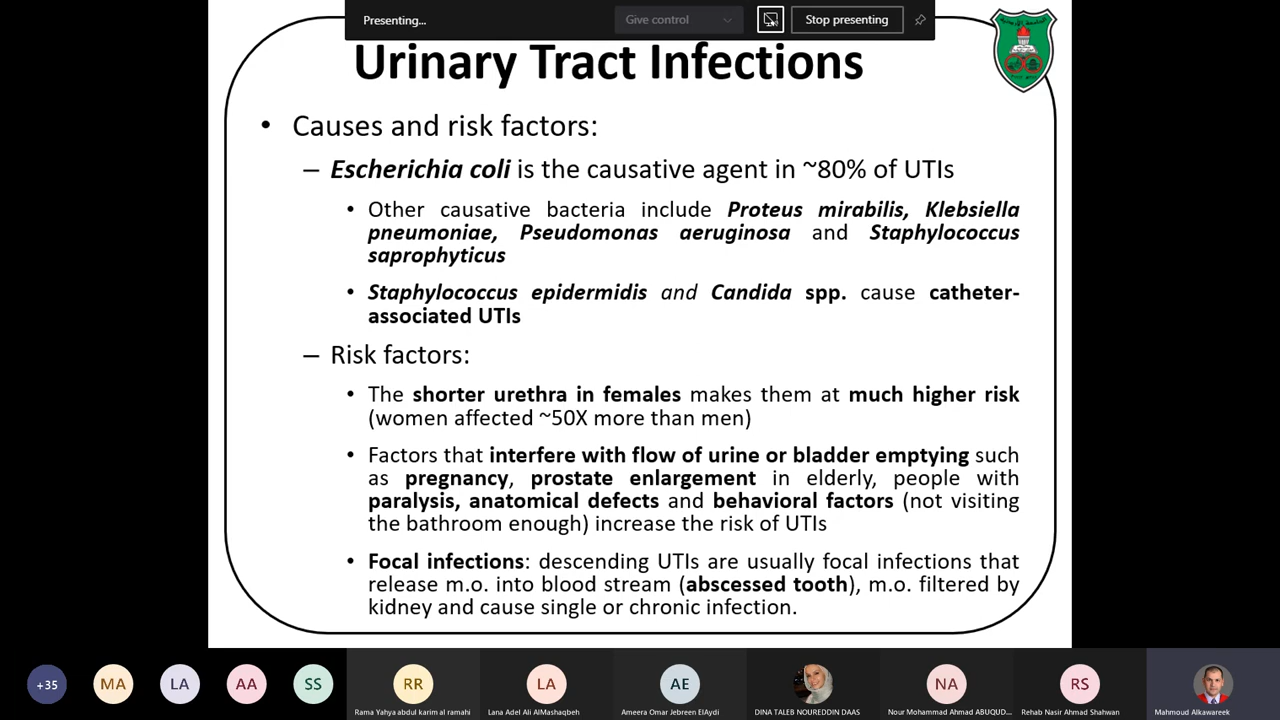 Presenting...
Give control
Stop presenting
Urinary Tract Infections
• Causes and risk factors:
– Escherichia coli is the causative agent in ~80% of UTIs
• Other causative bacteria include Proteus mirabilis, Klebsiella
pneumoniae, Pseudomonas aeruginosa and Staphylococcus
saprophyticus
• Staphylococcus epidermidis and Candida spp. cause catheter-
associated UTIs
– Risk factors:
• The shorter urethra in females makes them at much higher risk
(women affected ~50X more than men)
• Factors that interfere with flow of urine or bladder emptying such
as pregnancy, prostate enlargement in elderly, people with
paralysis, anatomical defects and behavioral factors (not visiting
the bathroom enough) increase the risk of UTIs
• Focal infections: descending UTIs are usually focal infections that
release m.o. into blood stream (abscessed tooth), m.o. filtered by
kidney and cause single or chronic infection.
+35
MA
LA
AA
SS
RR
LA
AE
NA
RS
Rama Yahya abdul karim al ramahi
Lana Adel Ali AlMashaqbeh
Ameera Omar Jebreen ElAydi
DINA TALEB NOUREDDIN DAAS
Nour Mohammad Ahmad ABUQUD...
Rehab Nasir Ahmad Shahwan
Mahmoud Alkawareek